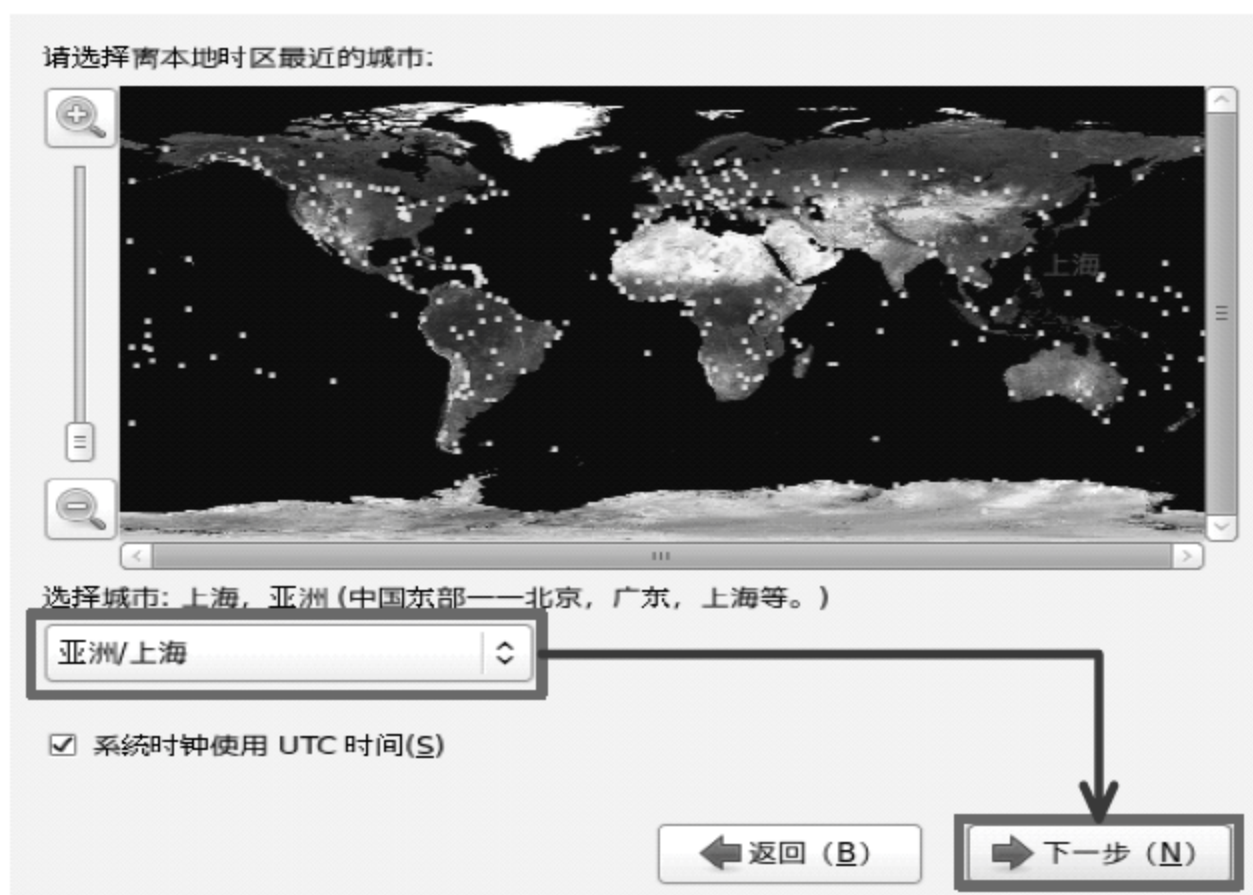 请选择离本地时区最近的城市:
上海
选择城市: 上海, 亚洲 (中国东部——北京, 广东, 上海等。)
亚洲/上海
系统时钟使用 UTC 时间(S)
返回 (B)
下一步 (N)